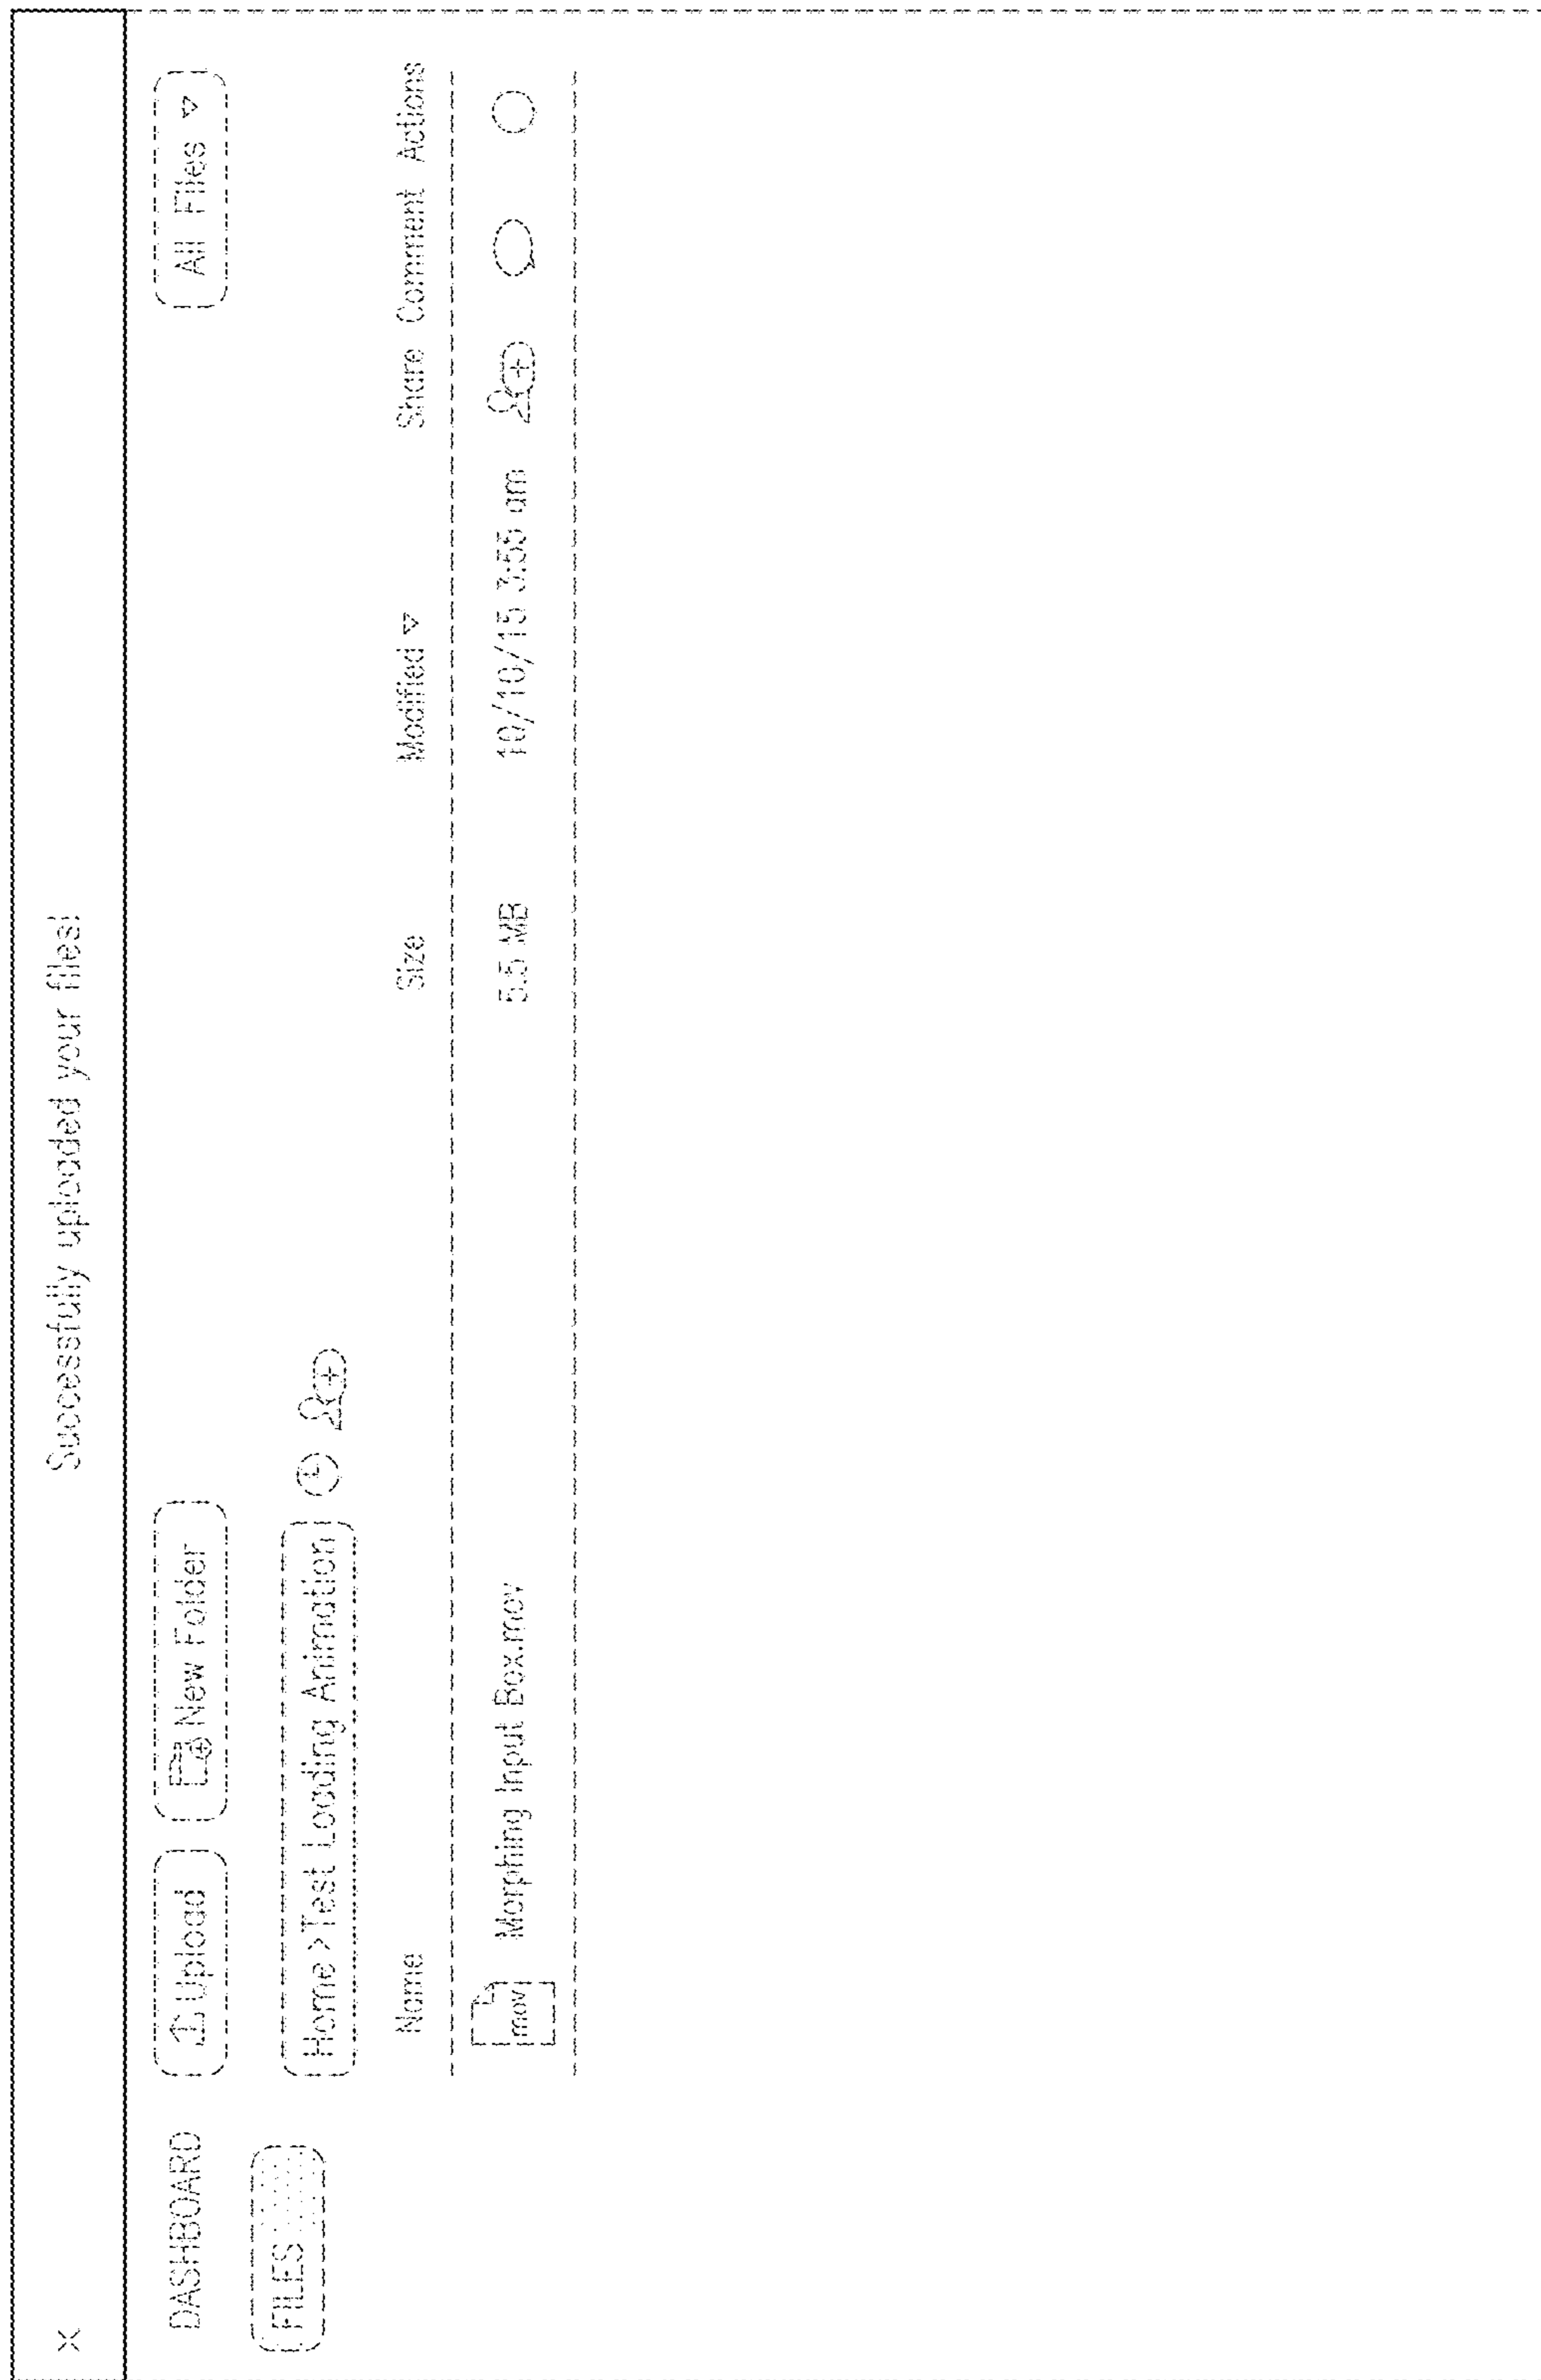 × Successfully uploaded your files!
DASHBOARD Upload New Folder All Files
FILES Home > Test Loading Animation
Name Size Modified Share Comment Actions
mov Morphing Input Box.mov 5.5 MB 10/10/15 3:55 am